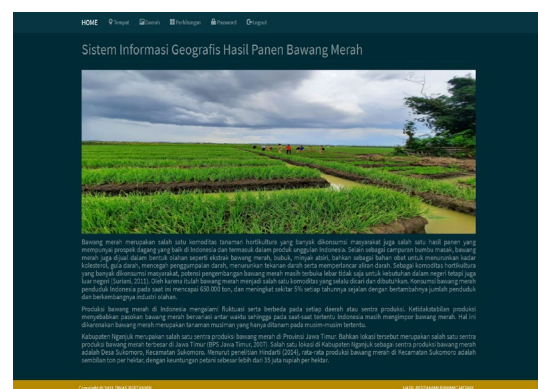 HOME Tempat Daerah Perhitungan Password Logout
Sistem Informasi Geografis Hasil Panen Bawang Merah
Bawang merah merupakan salah satu komoditas tanaman hortikultura yang banyak dikonsumsi masyarakat juga salah satu hasil panen yang
mempunyai prospek dagang yang baik di Indonesia dan termasuk dalam produk unggulan Indonesia. Selain sebagai campuran bumbu masak, bawang
merah juga dijual dalam bentuk olahan seperti ekstrak bawang merah, bubuk, minyak atsiri, bahkan sebagai bahan obat untuk menurunkan kadar
kolesterol, gula darah, mencegah penggumpalan darah, menurunkan tekanan darah serta memperlancar aliran darah. Sebagai komoditas hortikultura
yang banyak dikonsumsi masyarakat, potensi pengembangan bawang merah masih terbuka lebar tidak saja untuk kebutuhan dalam negeri tetapi juga
luar negeri (Suriani, 2011). Oleh karena itulah bawang merah menjadi salah satu komoditas yang selalu dicari dan dibutuhkan. Konsumsi bawang merah
penduduk Indonesia pada saat ini mencapai 650.000 ton, dan meningkat sekitar 5% setiap tahunnya sejalan dengan bertambahnya jumlah penduduk
dan berkembangnya industri olahan.
Produksi bawang merah di Indonesia mengalami fluktuasi serta berbeda pada setiap daerah atau sentra produksi. Ketidakstabilan produksi
menyebabkan pasokan bawang merah bervariasi antar waktu sehingga pada saat-saat tertentu Indonesia masih mengimpor bawang merah. Hal ini
dikarenakan bawang merah merupakan tanaman musiman yang hanya ditanam pada musim-musim tertentu.
Kabupaten Nganjuk merupakan salah satu sentra produksi bawang merah di Provinsi Jawa Timur. Bahkan lokasi tersebut merupakan salah satu sentra
produksi bawang merah terbesar di Jawa Timur (BPS Jawa Timur, 2007). Salah satu lokasi di Kabupaten Nganjuk sebagai sentra produksi bawang merah
adalah Desa Sukomoro, Kecamatan Sukomoro. Menurut penelitian Hindarti (2014), rata-rata produksi bawang merah di Kecamatan Sukomoro adalah
sembilan ton per hektar, dengan keuntungan petani sebesar lebih dari 35 juta rupiah per hektar.